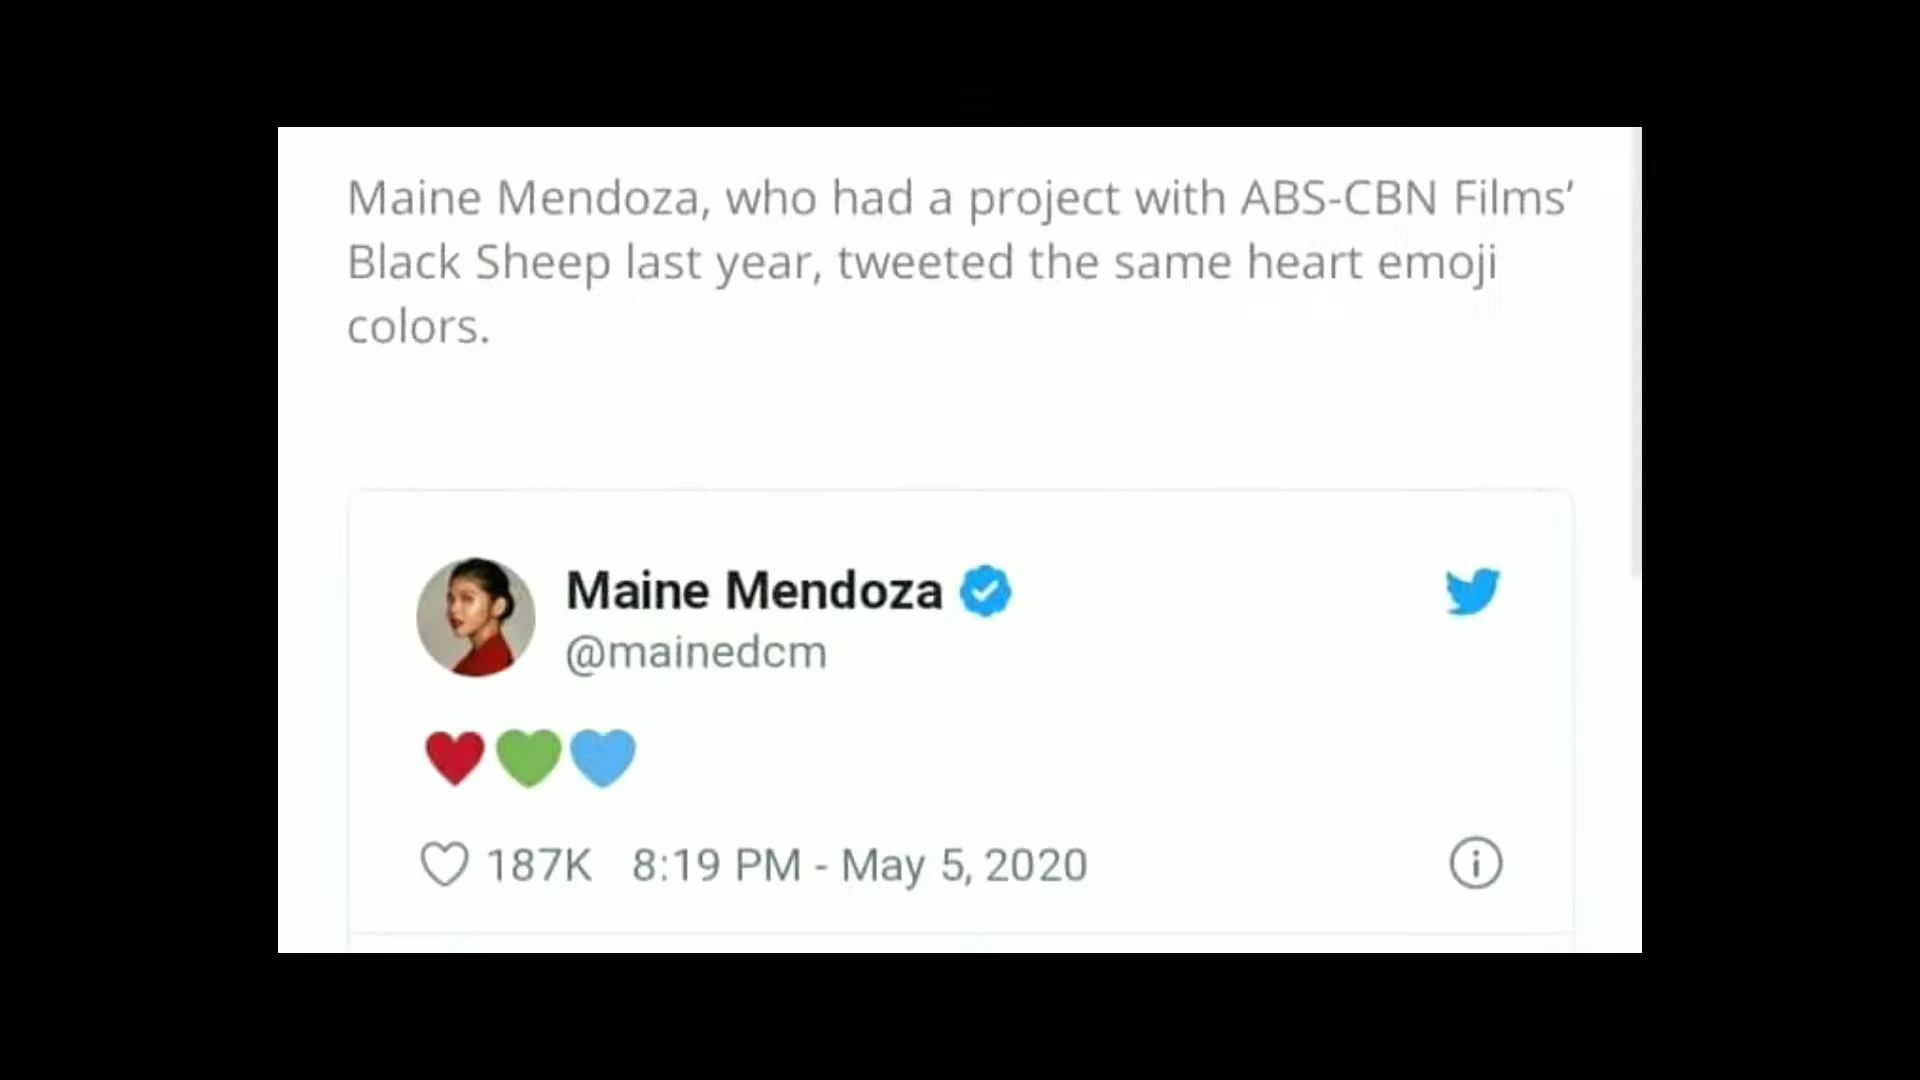 Maine Mendoza, who had a project with ABS-CBN Films’
Black Sheep last year, tweeted the same heart emoji
colors.
Maine Mendoza
@mainedcm
❤️💚💙
187K 8:19 PM - May 5, 2020